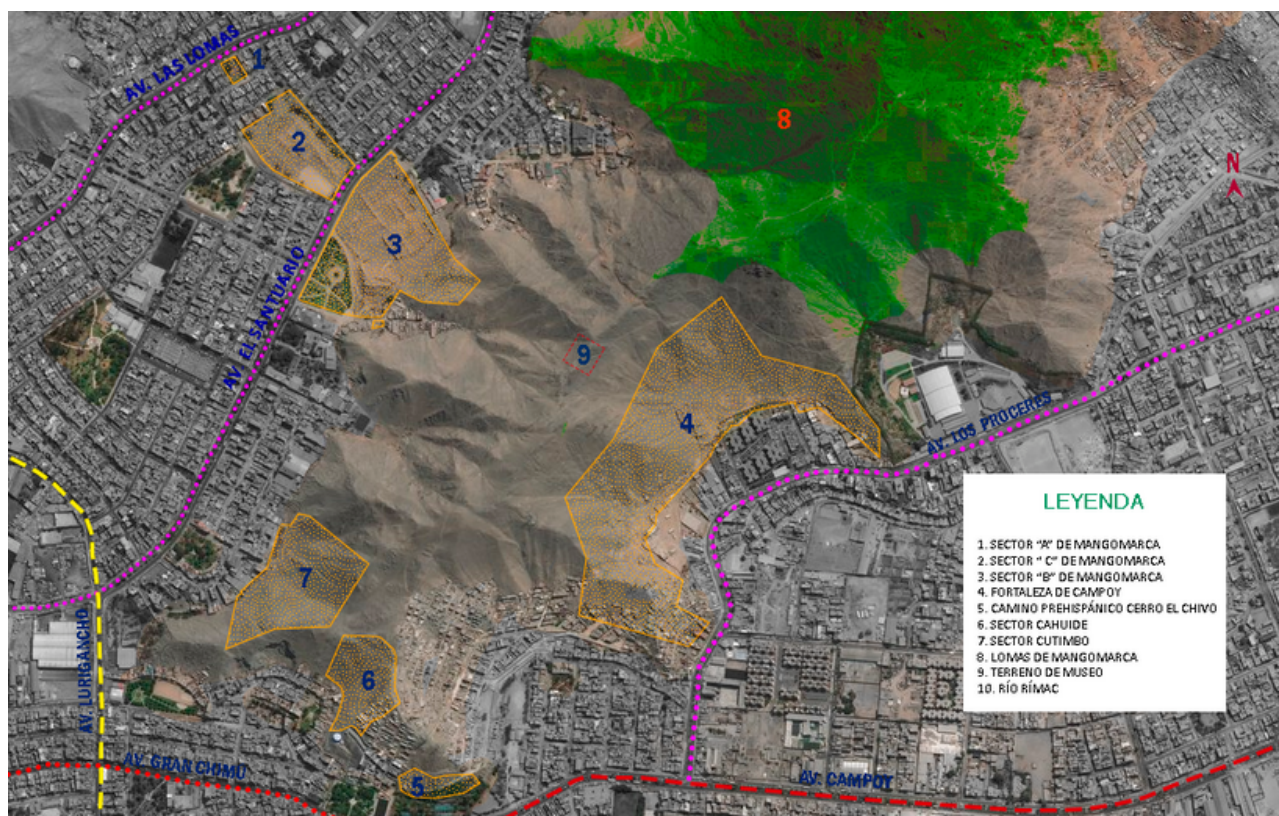 AV. LAS LOMAS
1
2
8
N
3
AV. EL SANTUARIO
9
4
AV. LOS PROCERES
LEYENDA
1. SECTOR "A" DE MANGOMARCA
2. SECTOR " C" DE MANGOMARCA
3. SECTOR "B" DE MANGOMARCA
4. FORTALEZA DE CAMPOY
5. CAMINO PREHISPÁNICO CERRO EL CHIVO
6. SECTOR CAHUIDE
7. SECTOR CUTIMBO
8. LOMAS DE MANGOMARCA
9. TERRENO DE MUSEO
10. RÍO RÍMAC
7
AV. LURIGANCHO
6
AV. GRAN CHIMU
5
AV. CAMPOY